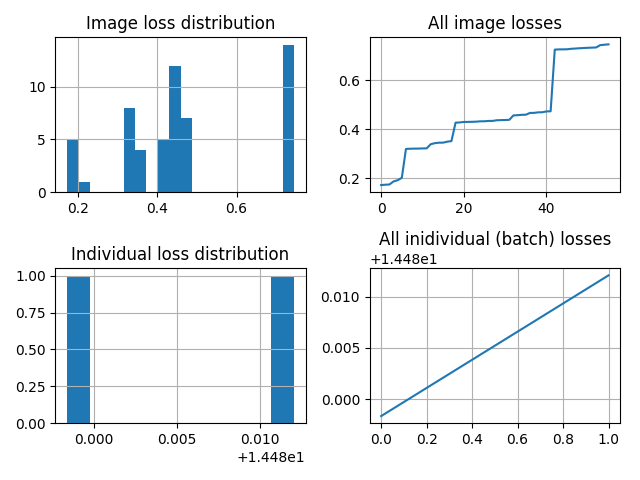 Image loss distribution
10
5
0
0.2 0.4 0.6
All image losses
0.6
0.4
0.2
0 20 40
Individual loss distribution
1.00
0.75
0.50
0.25
0.00
0.000 0.005 0.010
+1.448e1
All inidividual (batch) losses
+1.448e1
0.010
0.005
0.000
0.0 0.2 0.4 0.6 0.8 1.0